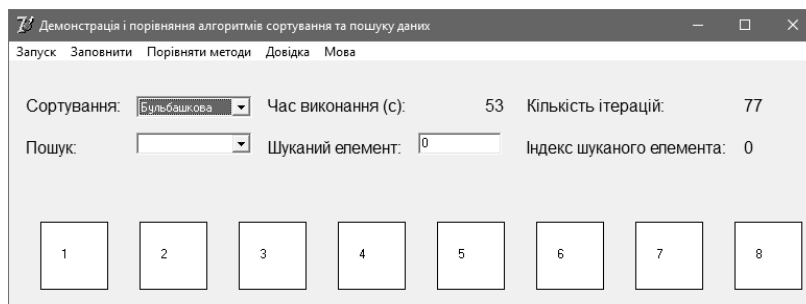 Демонстрація і порівняння алгоритмів сортування та пошуку даних
Запуск Заповнити Порівняти методи Довідка Мова
Сортування: Бульбашкова Час виконання (с): 53 Кількість ітерацій: 77
Пошук: Шуканий елемент: 0 Індекс шуканого елемента: 0
1 2 3 4 5 6 7 8